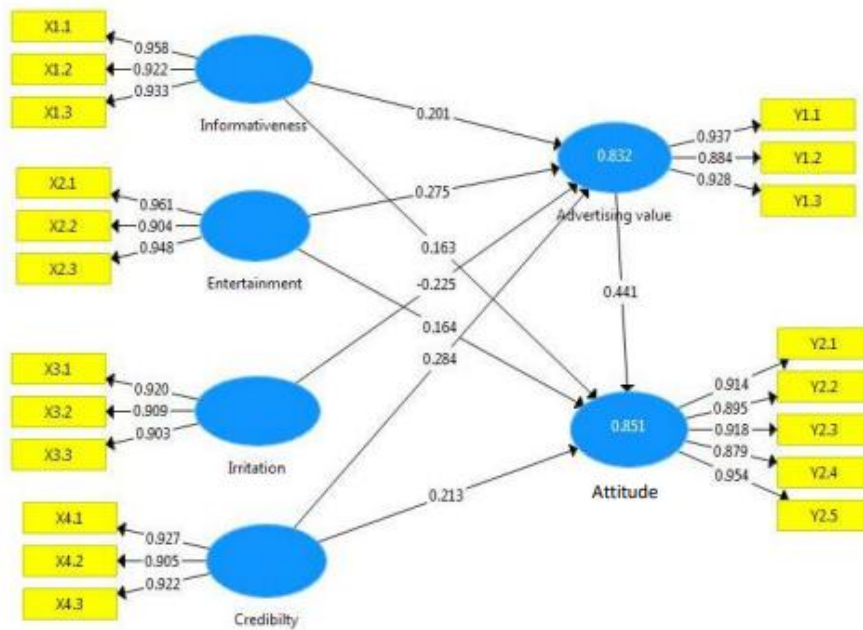 X1.1
0.958
X1.2
0.922
X1.3
0.933
Informativeness
X2.1
0.961
X2.2
0.904
X2.3
0.948
Entertainment
X3.1
0.920
X3.2
0.909
X3.3
0.903
Irritation
X4.1
0.927
X4.2
0.905
X4.3
0.922
Credibilty
0.201
0.275
0.163
-0.225
0.164
0.284
0.213
0.832
Advertising value
0.441
0.851
Attitude
Y1.1
0.937
Y1.2
0.884
Y1.3
0.928
Y2.1
0.914
Y2.2
0.895
Y2.3
0.918
Y2.4
0.879
Y2.5
0.954